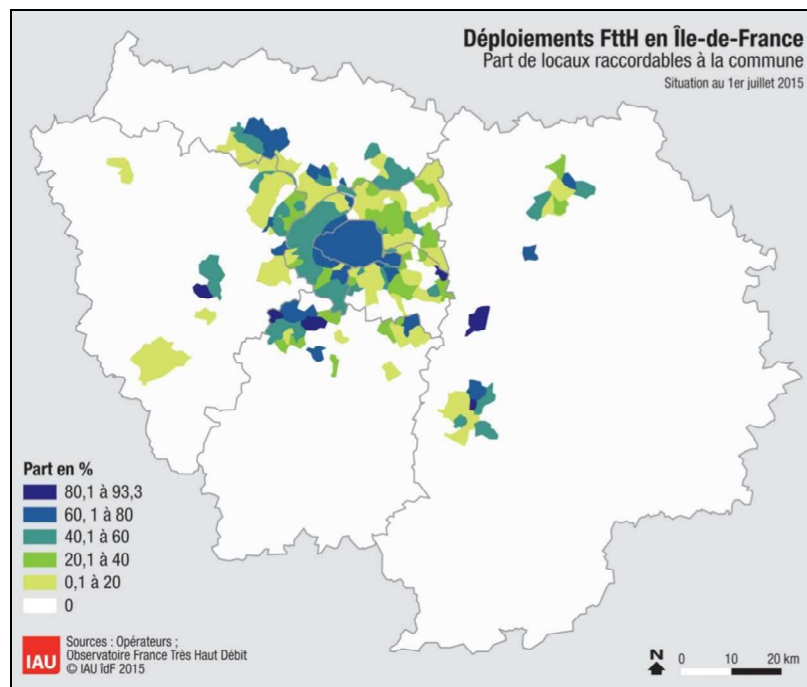 Déploiements FttH en Île-de-France
Part de locaux raccordables à la commune
Situation au 1er juillet 2015
Part en %
80,1 à 93,3
60, 1 à 80
40,1 à 60
20,1 à 40
0,1 à 20
0
IAU
Sources : Opérateurs ;
Observatoire France Très Haut Débit
© IAU îdF 2015
N
0 10 20 km